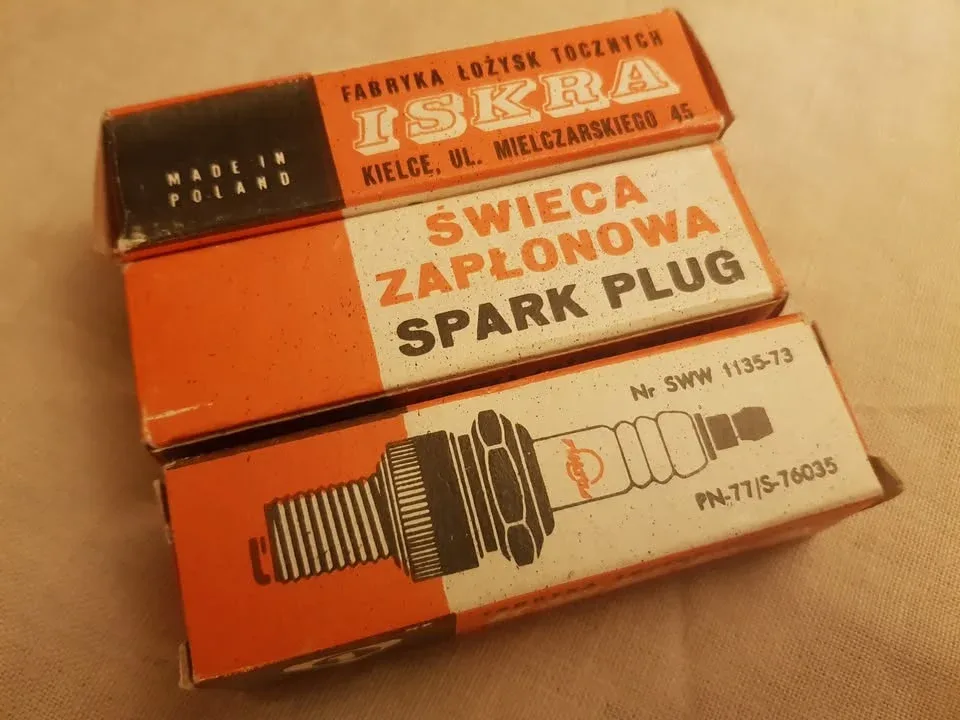 FABRYKA ŁOŻYSK TOCZNYCH
ISKRA
KIELCE, UL. MIELCZARSKIEGO 45
MADE IN
POLAND
ŚWIECA
ZAPŁONOWA
SPARK PLUG
Nr SWW 1135-73
PN-77/S-76035